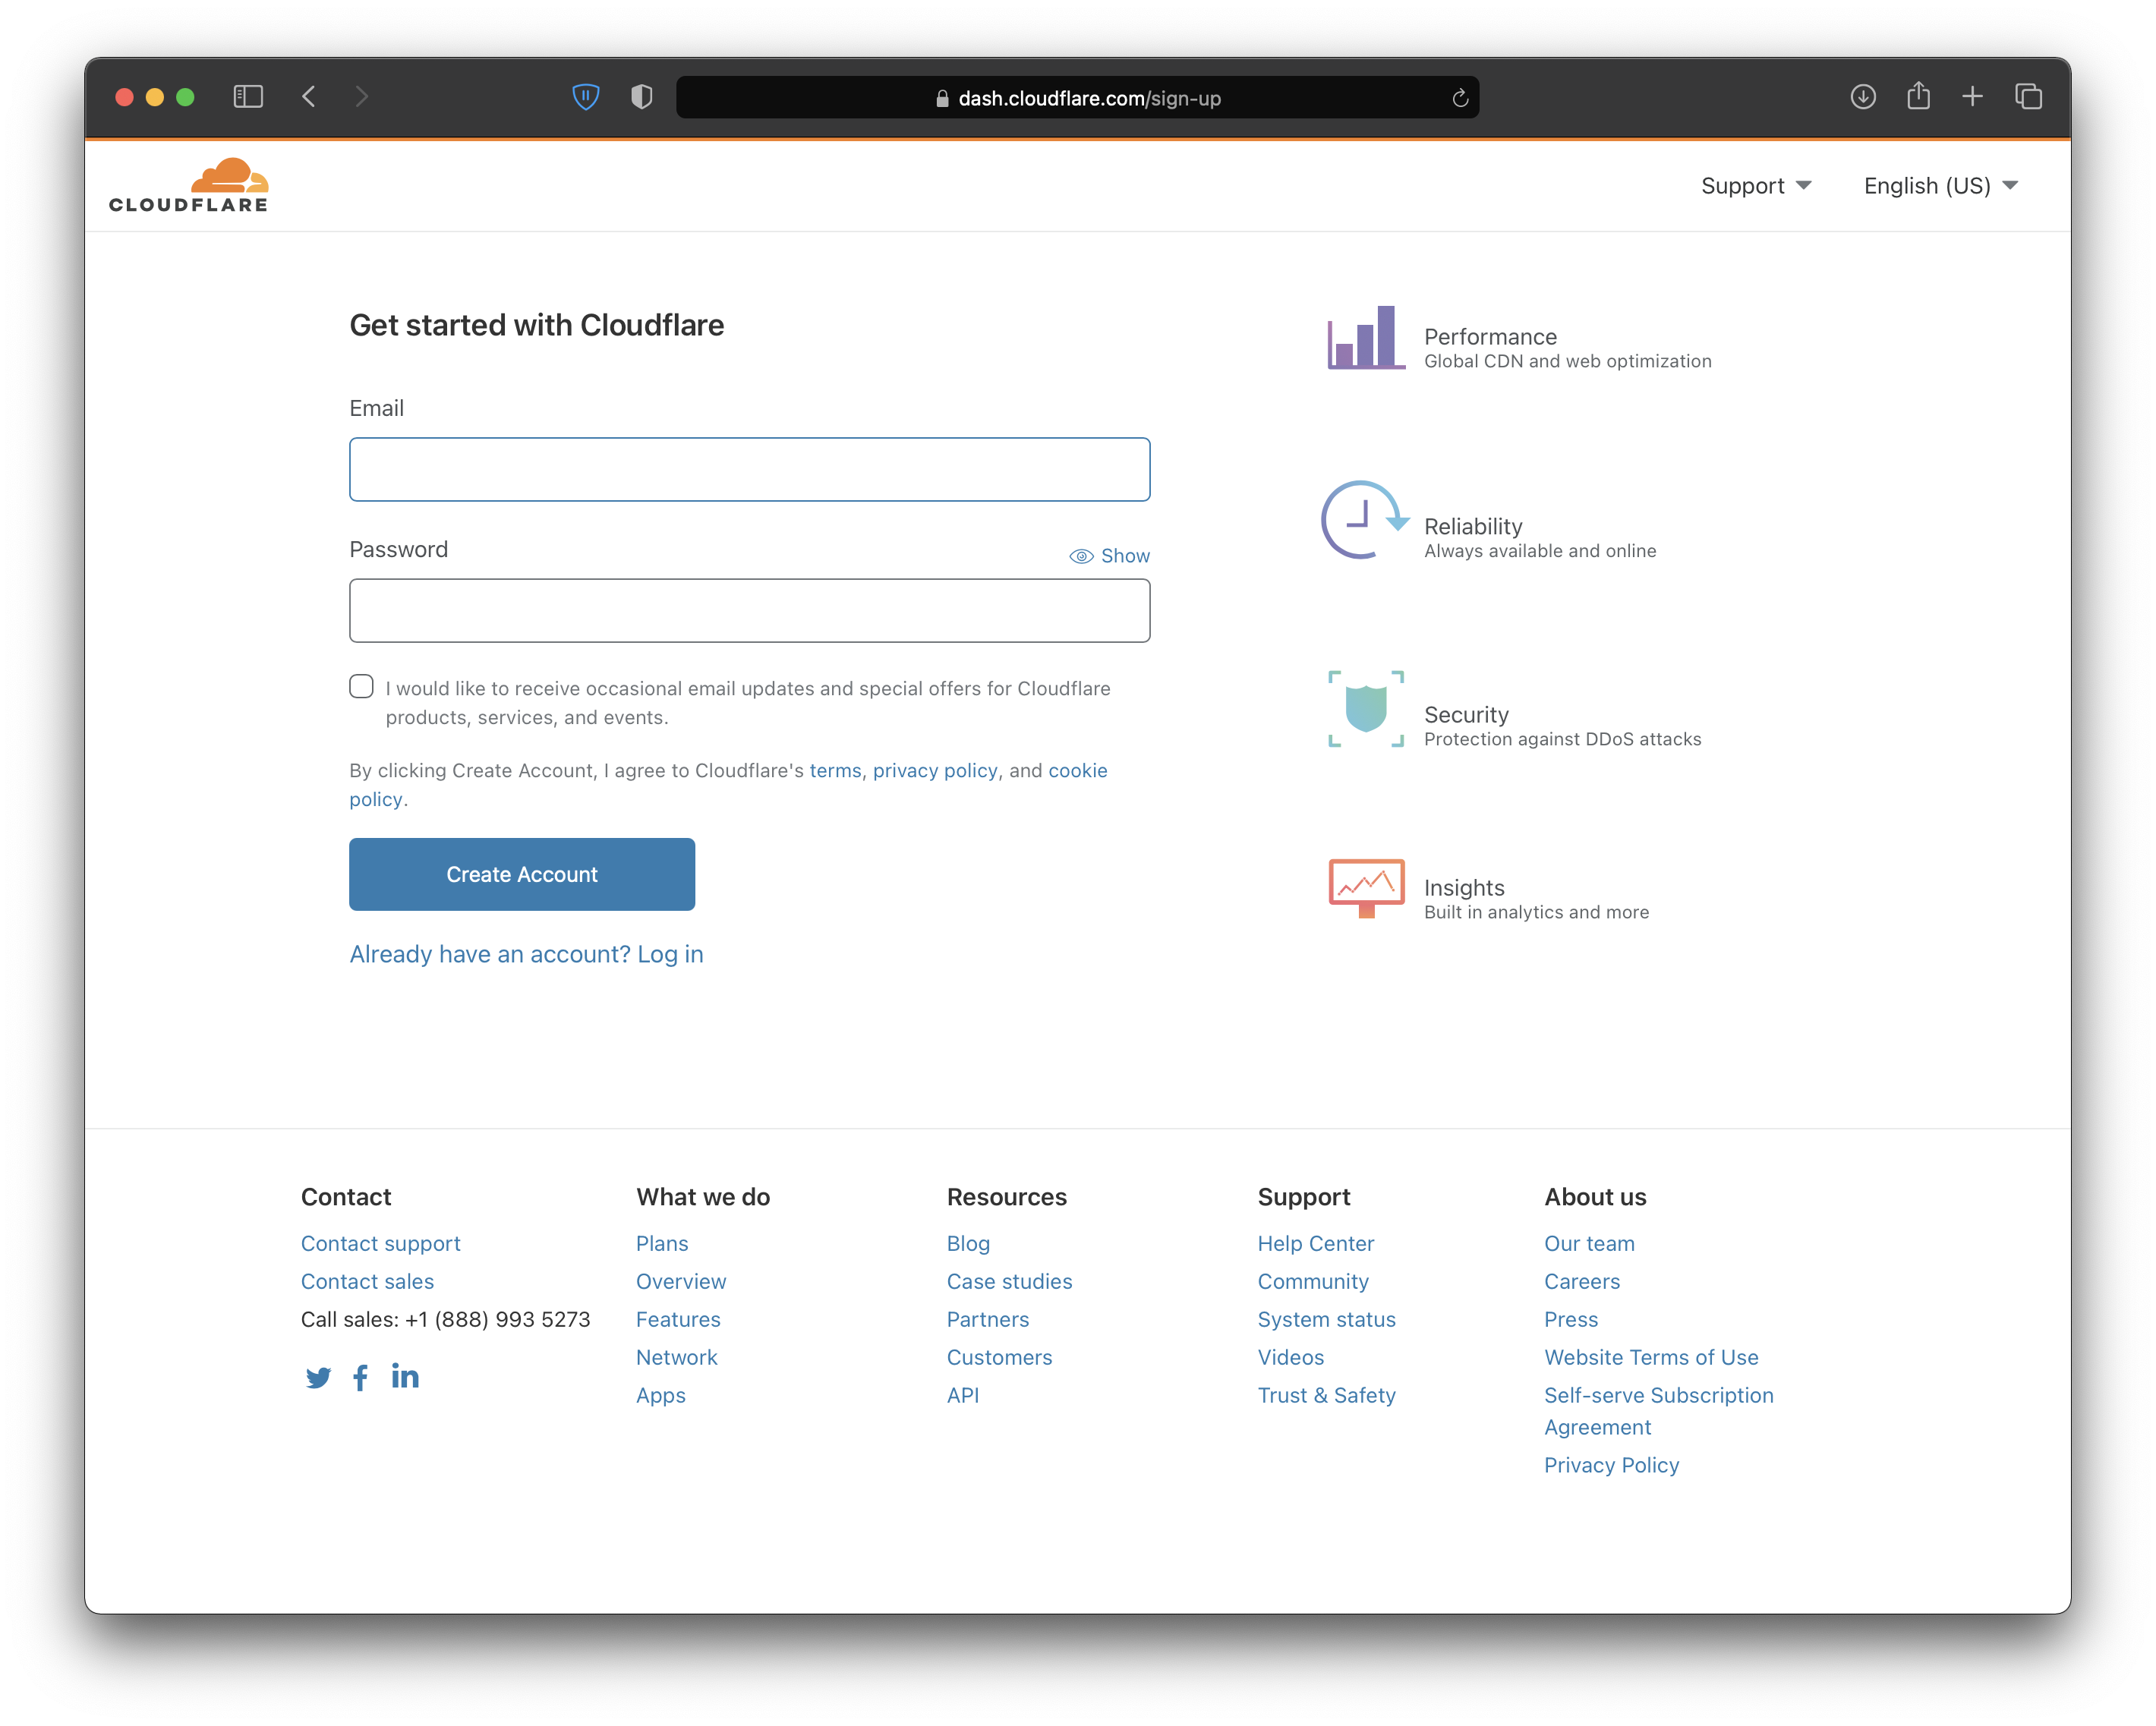 dash.cloudflare.com/sign-up
CLOUDFLARE
Support
English (US)
Get started with Cloudflare
Email
Password
Show
I would like to receive occasional email updates and special offers for Cloudflare
products, services, and events.
By clicking Create Account, I agree to Cloudflare's terms, privacy policy, and cookie
policy.
Create Account
Already have an account? Log in
Performance
Global CDN and web optimization
Reliability
Always available and online
Security
Protection against DDoS attacks
Insights
Built in analytics and more
Contact
Contact support
Contact sales
Call sales: +1 (888) 993 5273
What we do
Plans
Overview
Features
Network
Apps
Resources
Blog
Case studies
Partners
Customers
API
Support
Help Center
Community
System status
Videos
Trust & Safety
About us
Our team
Careers
Press
Website Terms of Use
Self-serve Subscription
Agreement
Privacy Policy